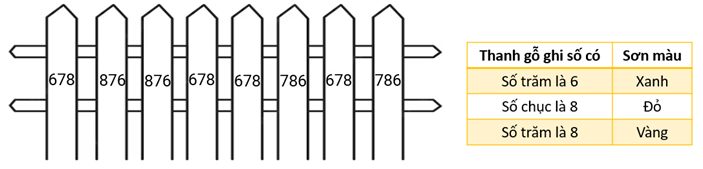 678 876 876 678 678 786 678 786
Thanh gỗ ghi số có Sơn màu
Số trăm là 6 Xanh
Số chục là 8 Đỏ
Số trăm là 8 Vàng